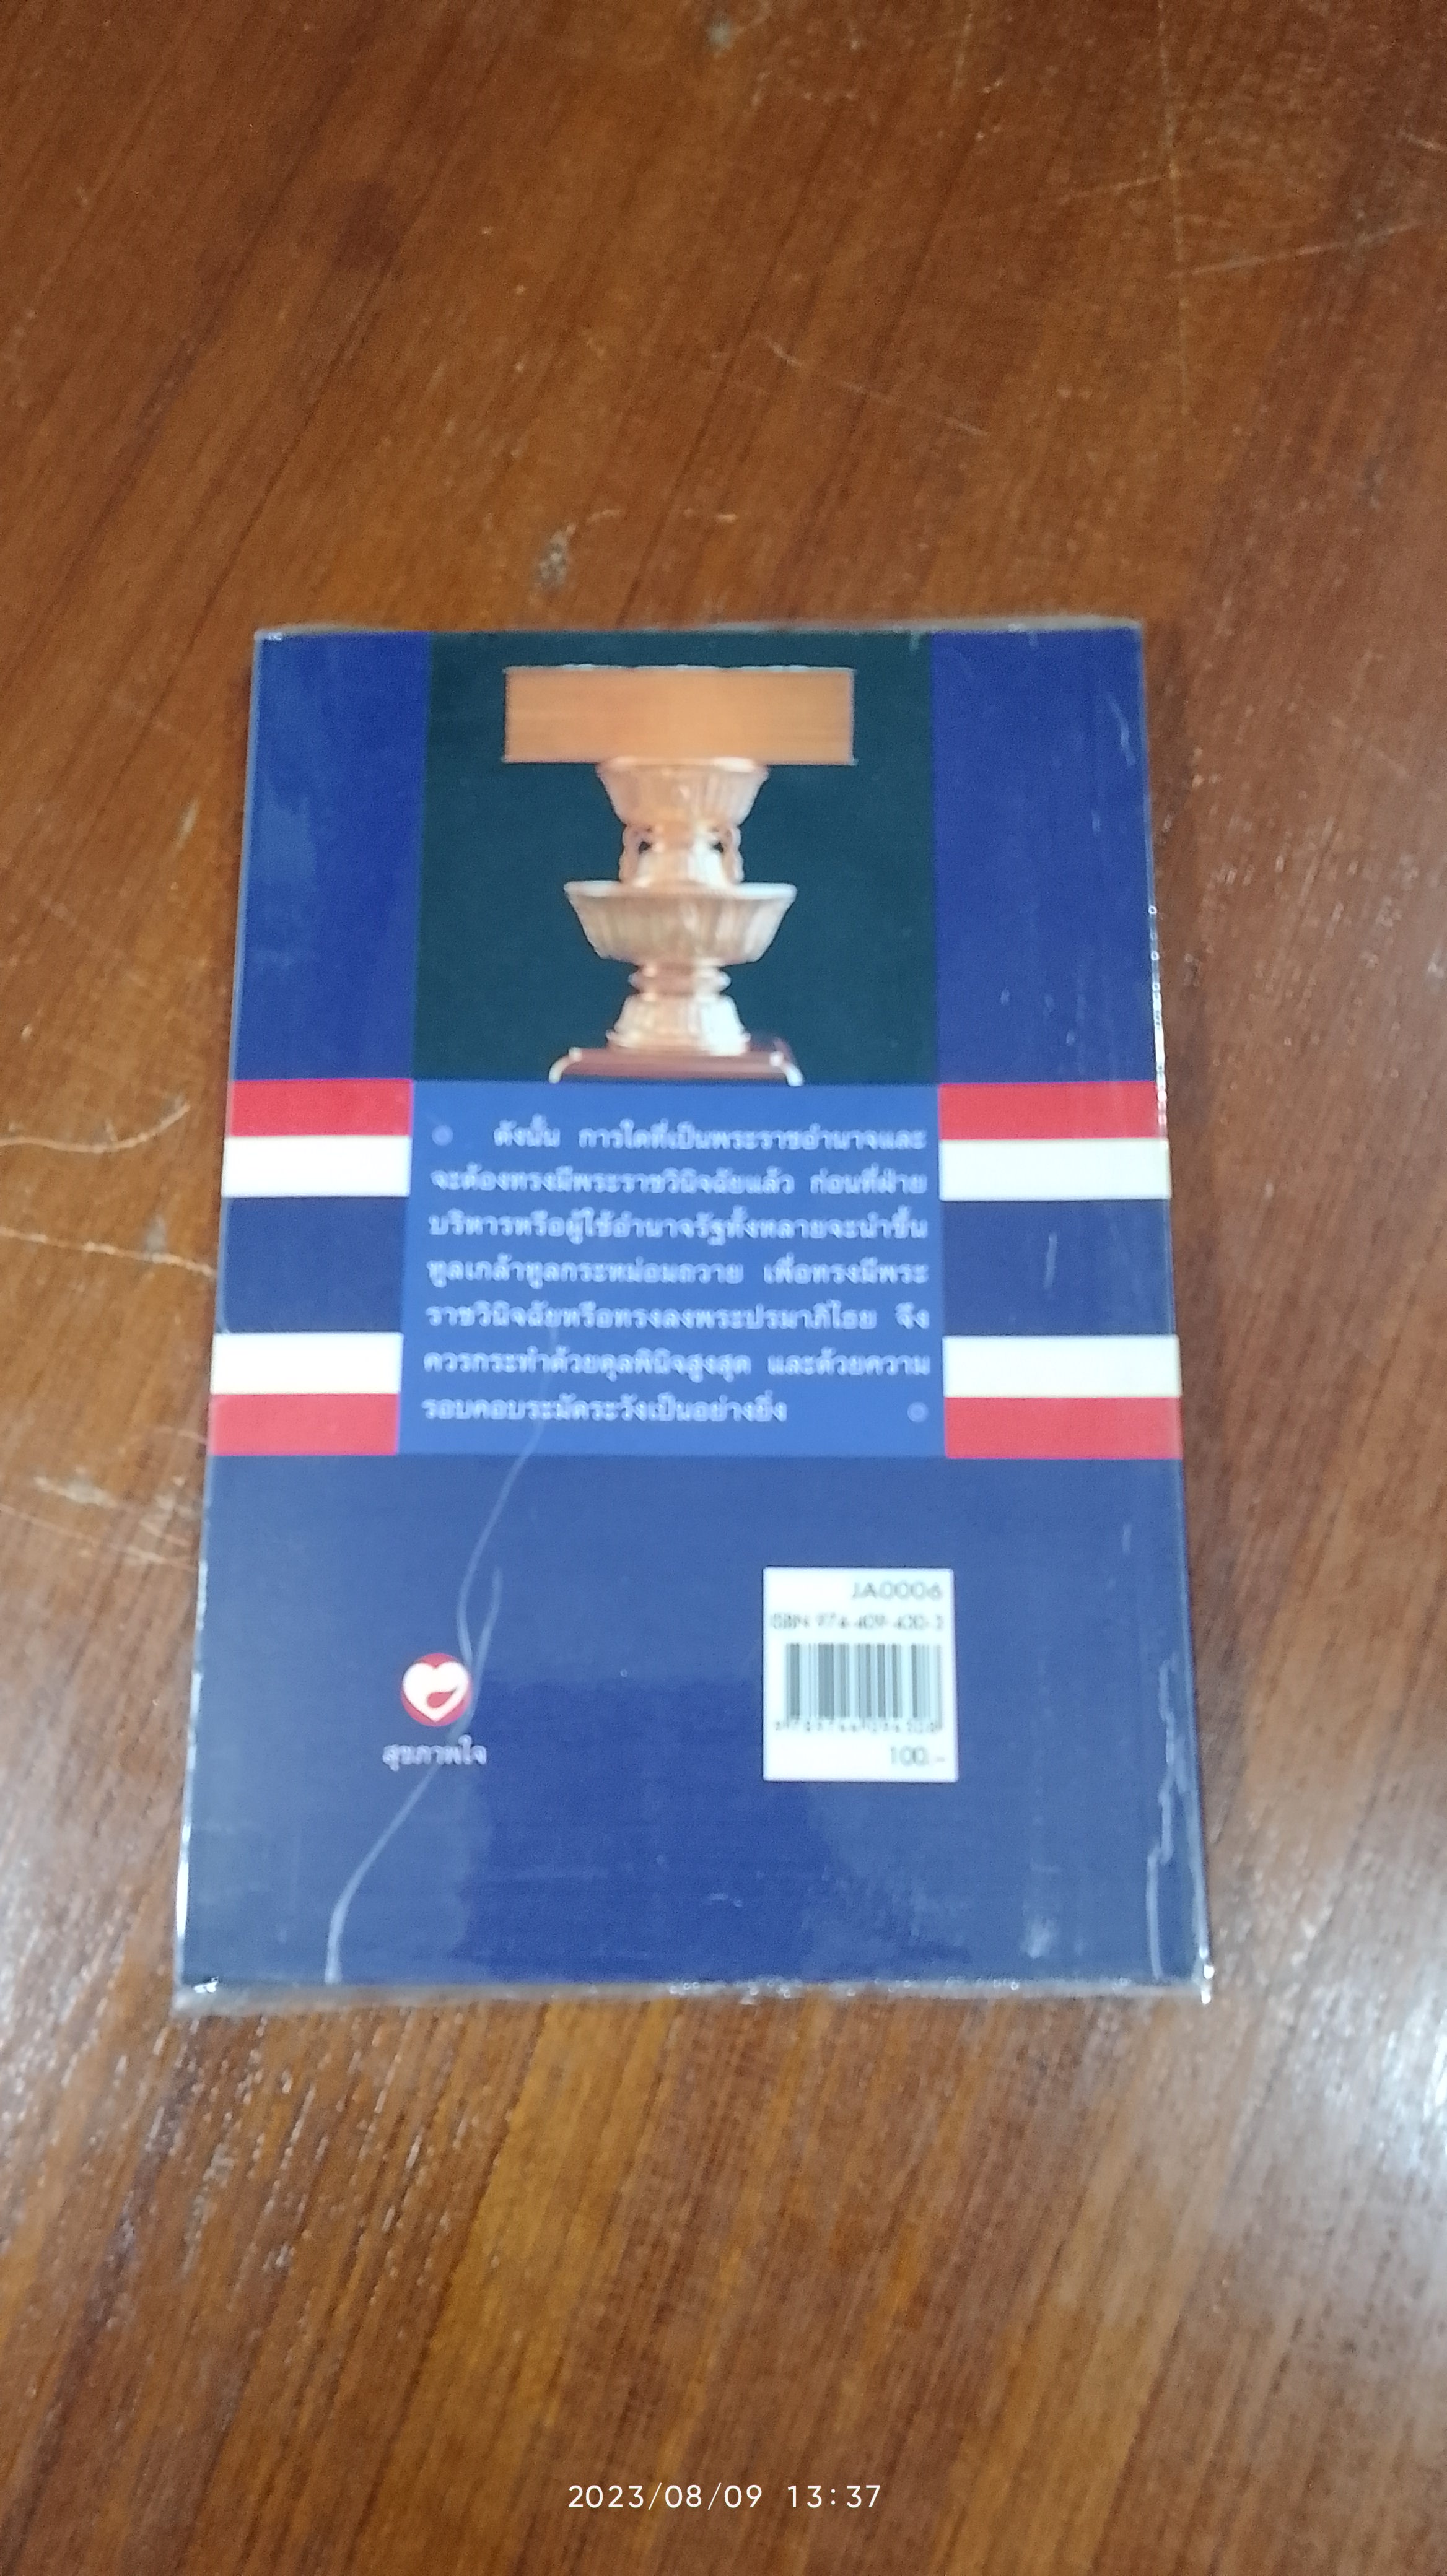 ดังนั้น การใดที่เป็นพระราชอำนาจและ
จะต้องทรงมีพระราชวินิจฉัยแล้ว ก่อนที่ฝ่าย
บริหารหรือผู้ใช้อำนาจรัฐทั้งหลายจะนำขึ้น
ทูลเกล้าทูลกระหม่อมถวาย เพื่อทรงมีพระ
ราชวินิจฉัยหรือทรงลงพระปรมาภิไธย จึง
ควรกระทำด้วยดุลพินิจสูงสุด และด้วยความ
รอบคอบระมัดระวังเป็นอย่างยิ่ง
JA0006
ISBN 974-409-430-3
100.-
สุขภาพใจ
2023/08/09 13:37